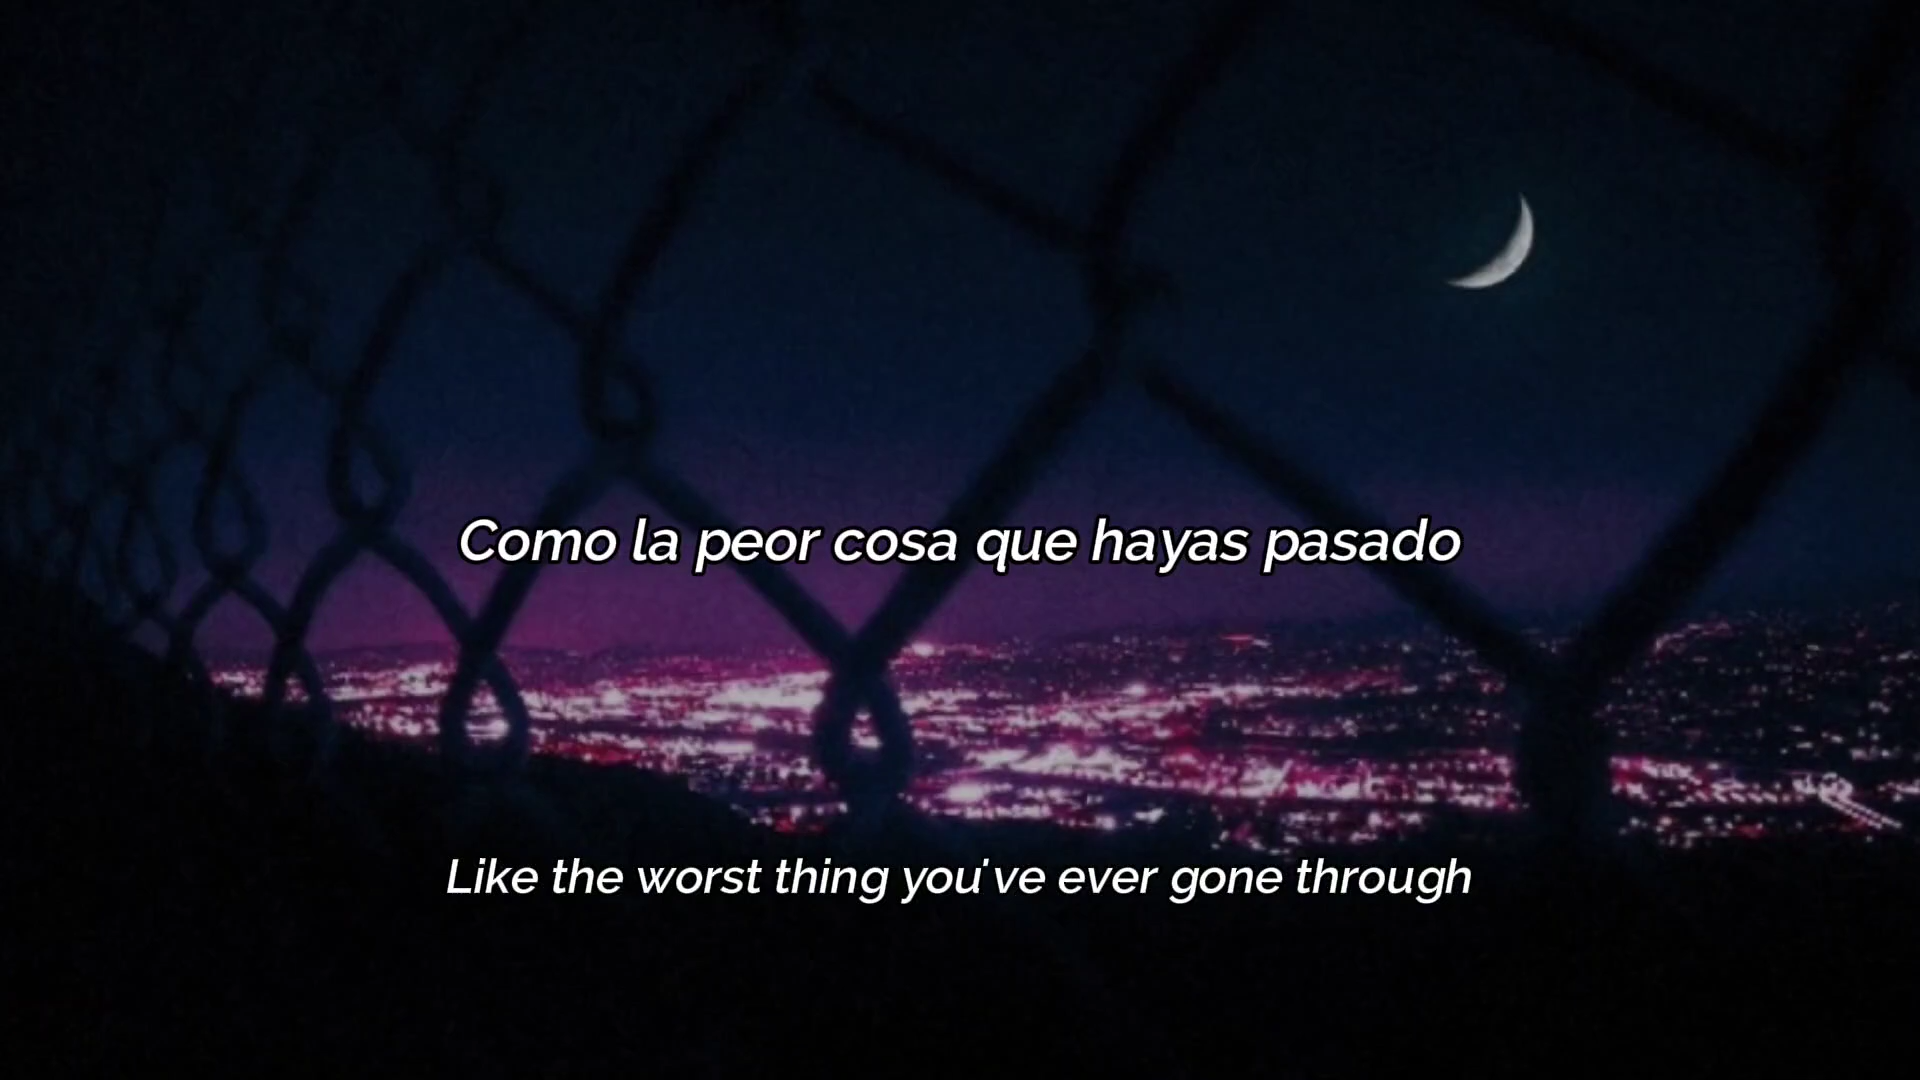 Como la peor cosa que hayas pasado
Like the worst thing you've ever gone through